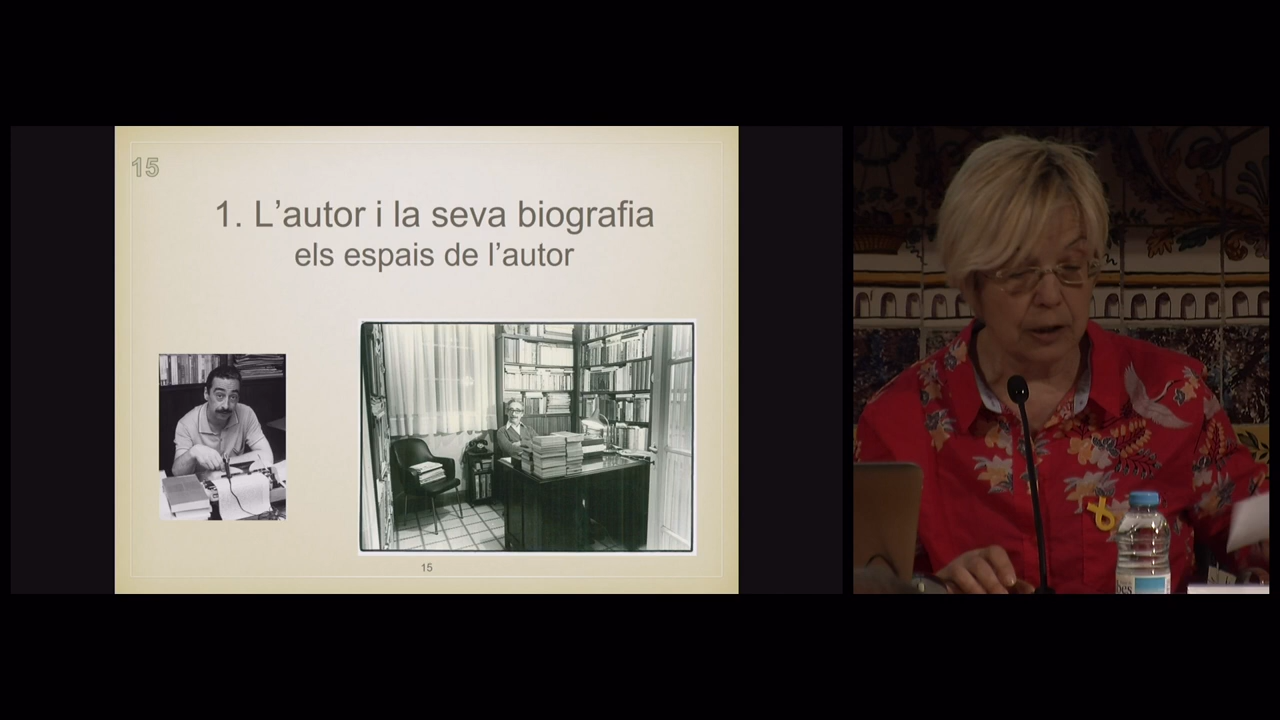 15
1. L’autor i la seva biografia
els espais de l’autor
15